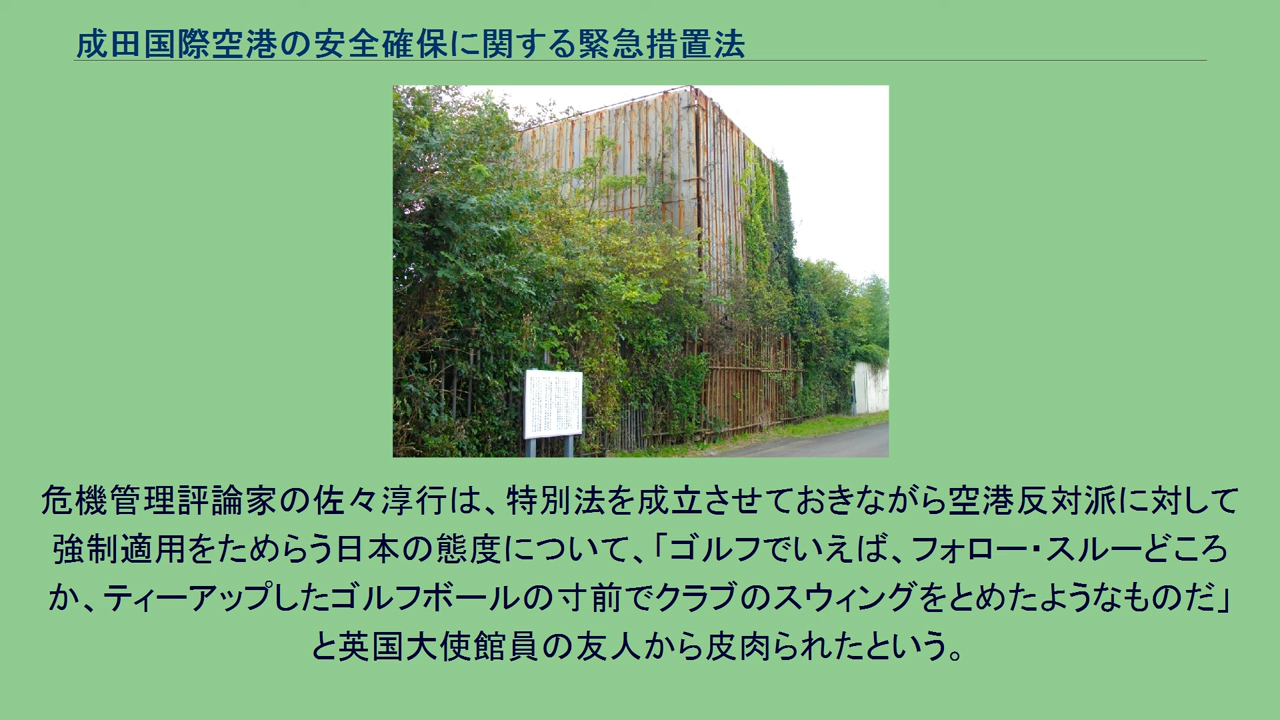 成田国際空港の安全確保に関する緊急措置法
危機管理評論家の佐々淳行は、特別法を成立させておきながら空港反対派に対して
強制適用をためらう日本の態度について、「ゴルフでいえば、フォロー・スルーどころ
か、ティーアップしたゴルフボールの寸前でクラブのスウィングをとめたようなものだ」
と英国大使館員の友人から皮肉られたという。